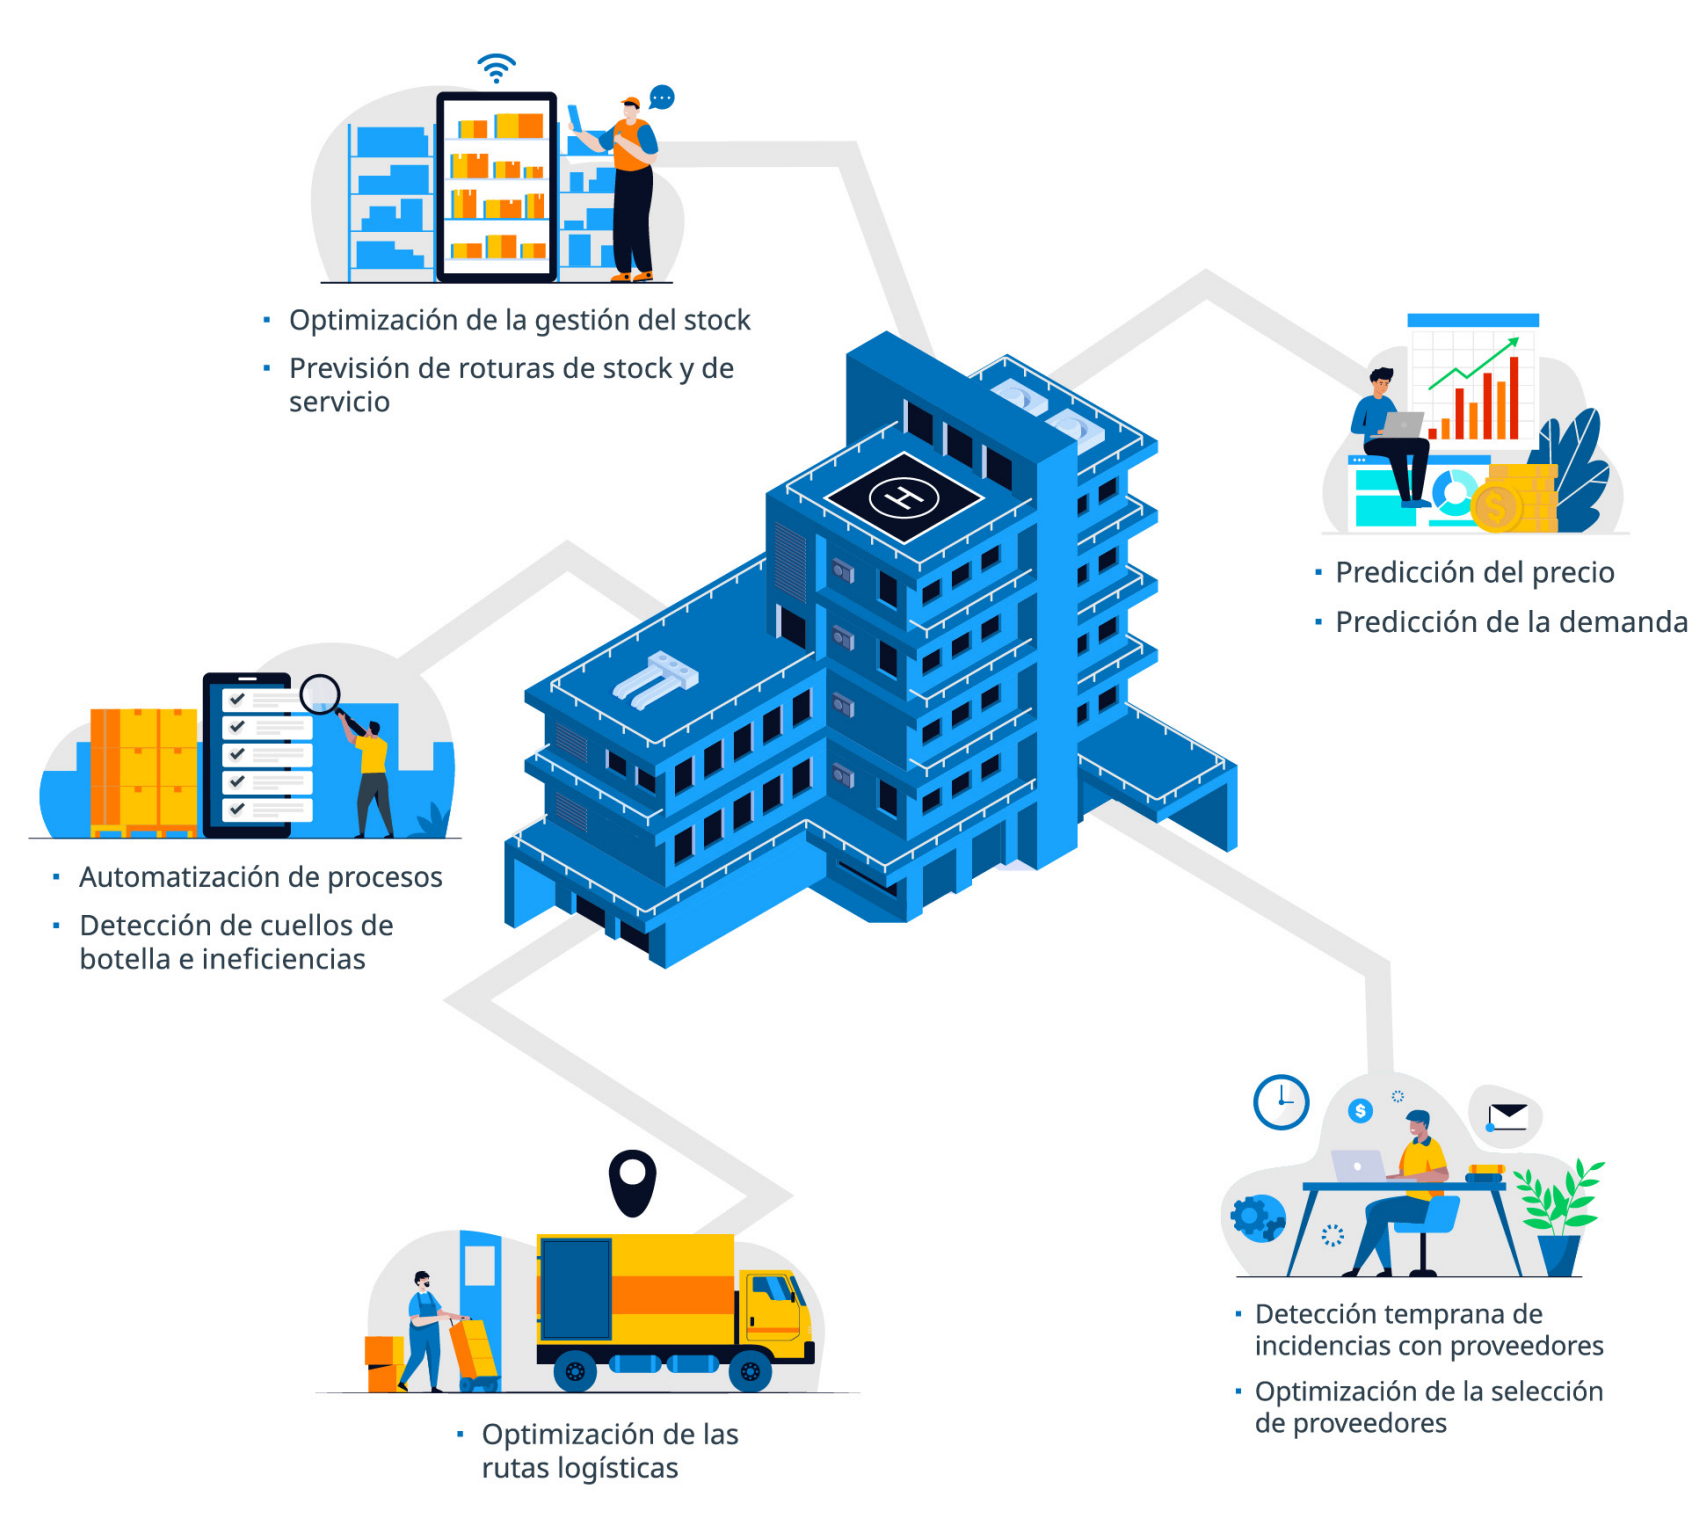 Optimización de la gestión del stock
Previsión de roturas de stock y de
servicio
H
Predicción del precio
Predicción de la demanda
Automatización de procesos
Detección de cuellos de
botella e ineficiencias
Detección temprana de
incidencias con proveedores
Optimización de la selección
de proveedores
Optimización de las
rutas logísticas